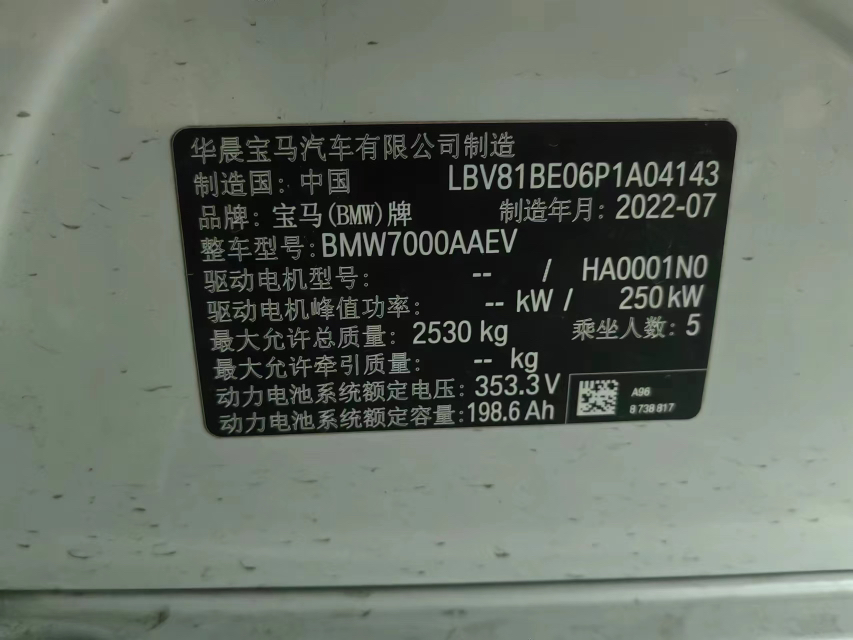 华晨宝马汽车有限公司制造
制造国: 中国 LBV81BE06P1A04143
品牌: 宝马(BMW)牌 制造年月: 2022-07
整车型号: BMW7000AAEV
驱动电机型号: -- / HA0001N0
驱动电机峰值功率: -- kW / 250 kW
最大允许总质量: 2530 kg 乘坐人数: 5
最大允许牵引质量: -- kg
动力电池系统额定电压: 353.3 V A96
动力电池系统额定容量: 198.6 Ah 8 738 817